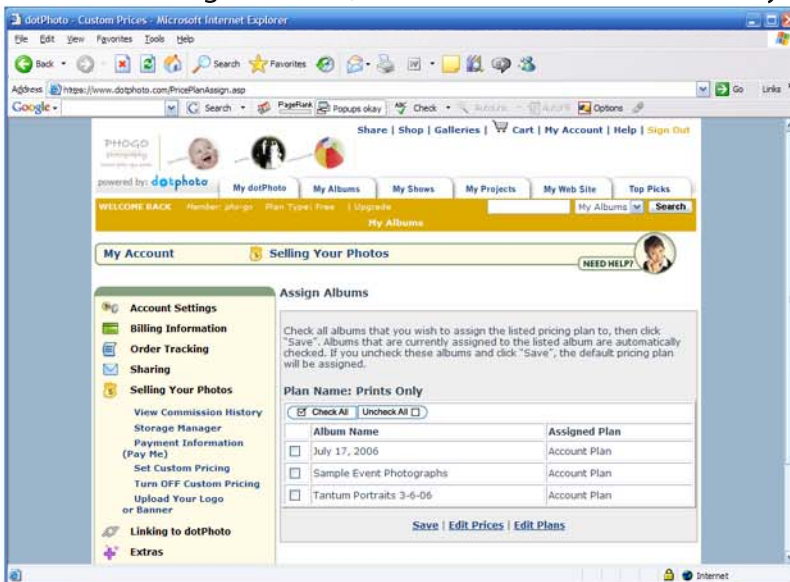 dotPhoto - Custom Prices - Microsoft Internet Explorer
File Edit View Favorites Tools Help
Back Search Favorites
Address https://www.dotphoto.com/PricePlanAssign.asp Go Links
Google Search PageRank Popups okay Check Options
Share | Shop | Galleries | Cart | My Account | Help | Sign Out
PHOGO
photography
powered by: dotphoto
My dotPhoto My Albums My Shows My Projects My Web Site Top Picks
WELCOME BACK Member: pho-go Plan Type: Free | Upgrade My Albums Search
My Albums
My Account Selling Your Photos NEED HELP?
Assign Albums
Account Settings
Billing Information
Order Tracking
Sharing
Selling Your Photos
View Commission History
Storage Manager
Payment Information
(Pay Me)
Set Custom Pricing
Turn OFF Custom Pricing
Upload Your Logo
or Banner
Linking to dotPhoto
Extras
Check all albums that you wish to assign the listed pricing plan to, then click
"Save". Albums that are currently assigned to the listed album are automatically
checked. If you uncheck these albums and click "Save", the default pricing plan
will be assigned.
Plan Name: Prints Only
Check All Uncheck All
Album Name Assigned Plan
July 17, 2006 Account Plan
Sample Event Photographs Account Plan
Tantum Portraits 3-6-06 Account Plan
Save | Edit Prices | Edit Plans
Internet